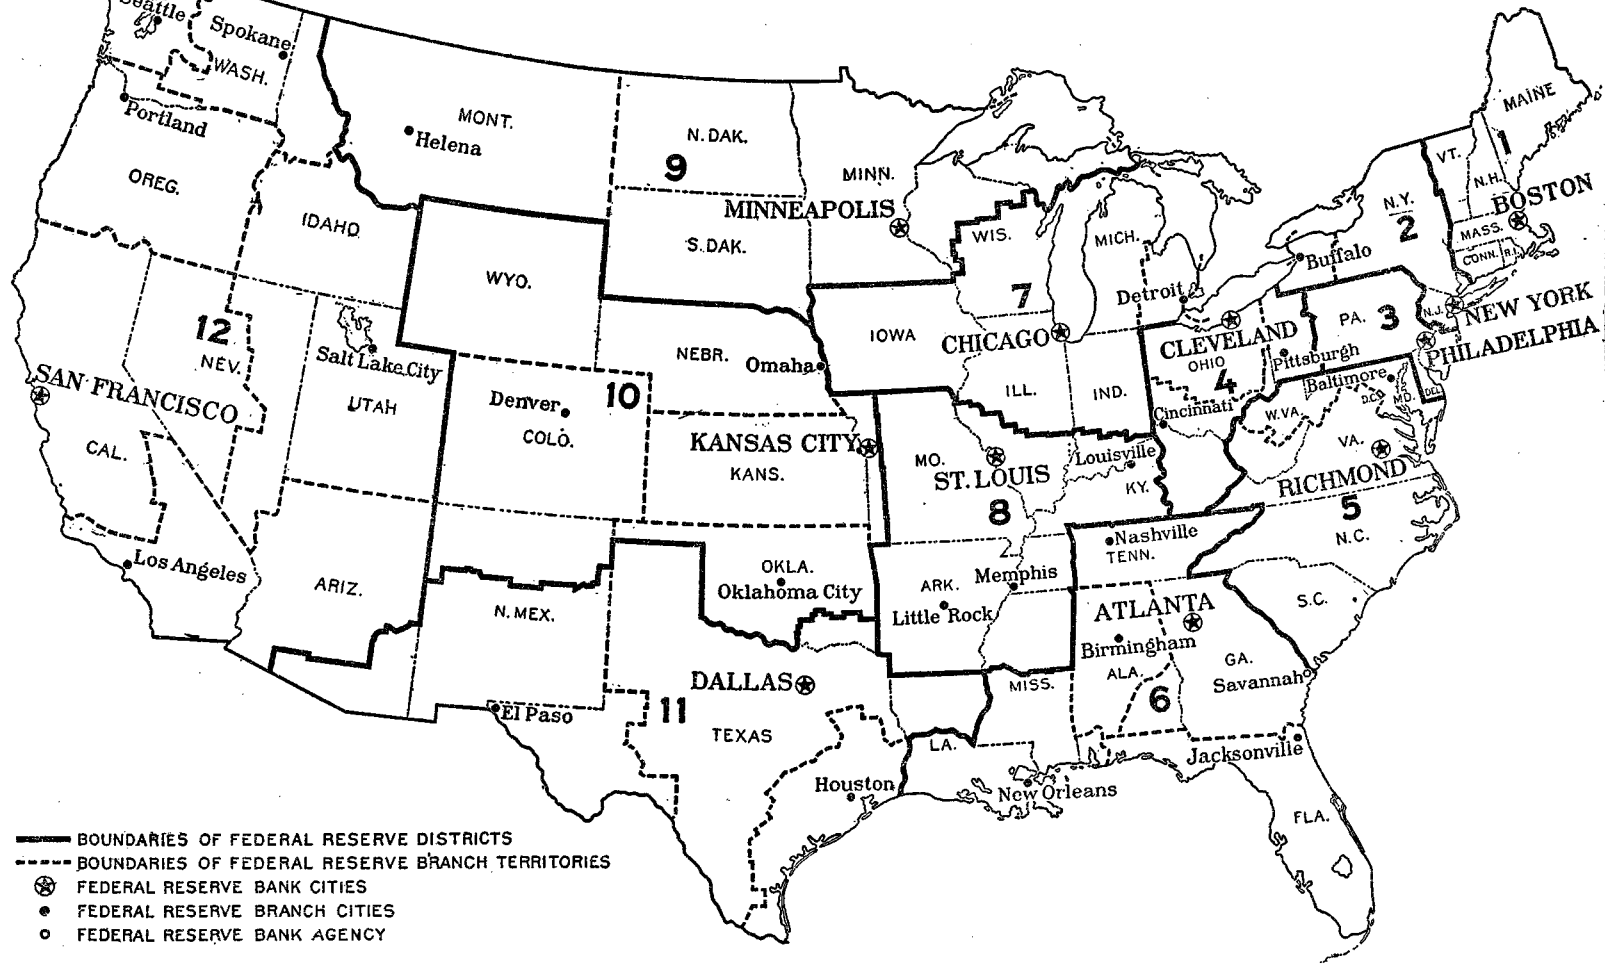 Seattle
Spokane
WASH.
Portland
OREG.
MONT.
Helena
IDAHO
WYO.
N. DAK.
9
S. DAK.
MINN.
MINNEAPOLIS
WIS.
MICH.
7
Detroit
MAINE
1
VT.
N.H.
BOSTON
MASS.
CONN.
R.I.
N.Y.
2
Buffalo
N.J.
NEW YORK
PA.
3
PHILADELPHIA
Pittsburgh
CLEVELAND
OHIO
4
Cincinnati
Baltimore
D.C.
MD.
DEL.
W.VA.
VA.
RICHMOND
5
N.C.
S.C.
12
NEV.
SAN FRANCISCO
CAL.
Los Angeles
Salt Lake City
UTAH
ARIZ.
Denver
COLO.
10
NEBR.
Omaha
KANSAS CITY
KANS.
IOWA
CHICAGO
ILL.
IND.
MO.
ST. LOUIS
8
Louisville
KY.
Nashville
TENN.
Memphis
ARK.
Little Rock
OKLA.
Oklahoma City
N. MEX.
El Paso
DALLAS
11
TEXAS
Houston
LA.
New Orleans
MISS.
ATLANTA
Birmingham
ALA.
6
GA.
Savannah
Jacksonville
FLA.
BOUNDARIES OF FEDERAL RESERVE DISTRICTS
BOUNDARIES OF FEDERAL RESERVE BRANCH TERRITORIES
FEDERAL RESERVE BANK CITIES
FEDERAL RESERVE BRANCH CITIES
FEDERAL RESERVE BANK AGENCY